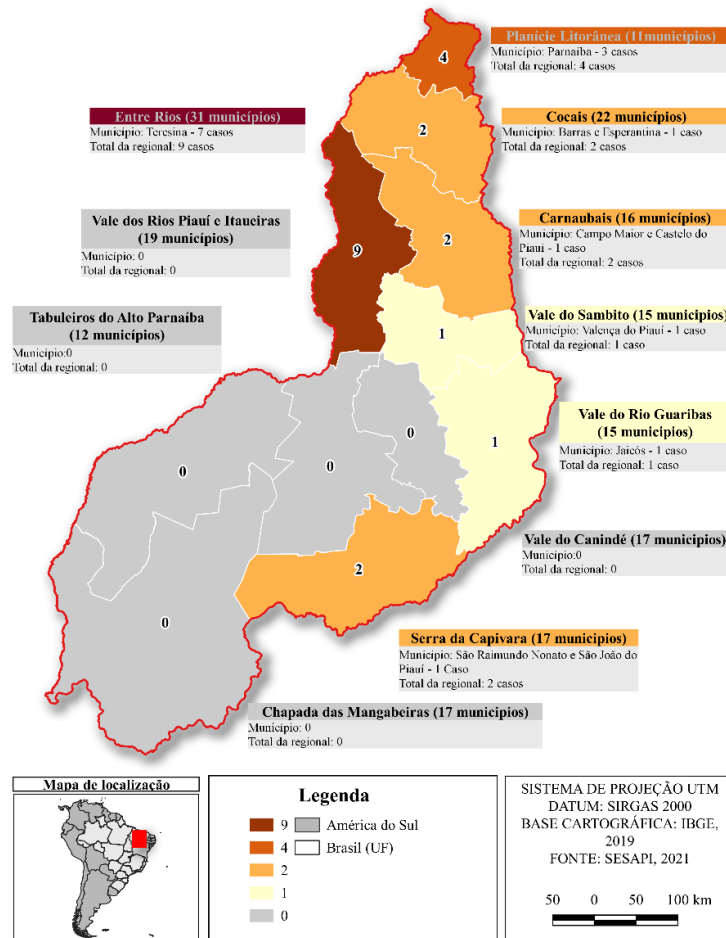 Planície Litorânea (11municípios)
Município: Parnaíba - 3 casos
Total da regional: 4 casos
4
Entre Rios (31 municípios)
Município: Teresina - 7 casos
Total da regional: 9 casos
Cocais (22 municípios)
Município: Barras e Esperantina - 1 caso
Total da regional: 2 casos
2
Vale dos Rios Piauí e Itaueiras
(19 municípios)
Município: 0
Total da regional: 0
Carnaubais (16 municípios)
Município: Campo Maior e Castelo do
Piauí - 1 caso
Total da regional: 2 casos
2
9
Tabuleiros do Alto Parnaíba
(12 municípios)
Município:0
Total da regional: 0
Vale do Sambito (15 municipios)
Município: Valença do Piauí - 1 caso
Total da regional: 1 caso
1
Vale do Rio Guaribas
(15 municipios)
Município: Jaicós - 1 caso
Total da regional: 1 caso
0
1
0
0
Vale do Canindé (17 municipios)
Município:0
Total da regional: 0
2
0
Serra da Capivara (17 municipios)
Município: São Raimundo Nonato e São João do
Piauí - 1 Caso
Total da regional: 2 casos
Chapada das Mangabeiras (17 municipios)
Município: 0
Total da regional: 0
Mapa de localização
Legenda
9
4
2
1
0
América do Sul
Brasil (UF)
SISTEMA DE PROJEÇÃO UTM
DATUM: SIRGAS 2000
BASE CARTOGRÁFICA: IBGE,
2019
FONTE: SESAPI, 2021
50 0 50 100 km